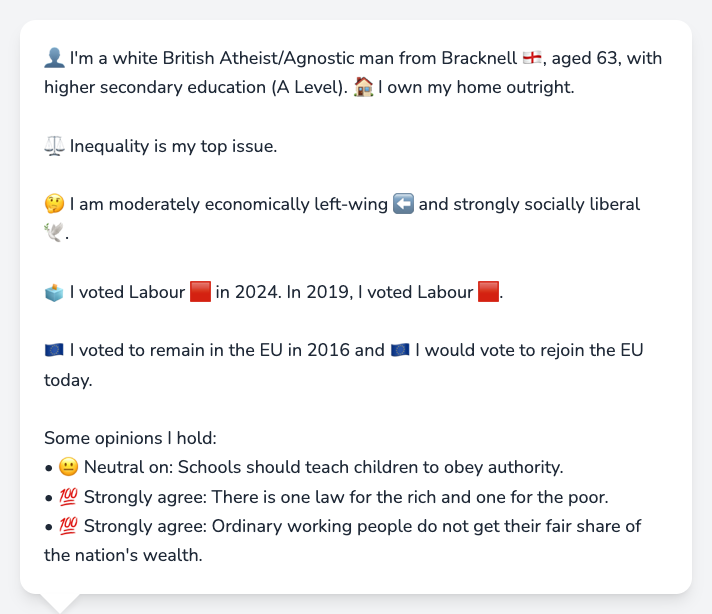 👤 I'm a white British Atheist/Agnostic man from Bracknell 🏴󠁧󠁢󠁥󠁮󠁧󠁿, aged 63, with
higher secondary education (A Level). 🏠 I own my home outright.
⚖️ Inequality is my top issue.
🤔 I am moderately economically left-wing ⬅️ and strongly socially liberal
🕊️.
🗳️ I voted Labour 🟥 in 2024. In 2019, I voted Labour 🟥.
🇪🇺 I voted to remain in the EU in 2016 and 🇪🇺 I would vote to rejoin the EU
today.
Some opinions I hold:
• 😐 Neutral on: Schools should teach children to obey authority.
• 💯 Strongly agree: There is one law for the rich and one for the poor.
• 💯 Strongly agree: Ordinary working people do not get their fair share of
the nation's wealth.